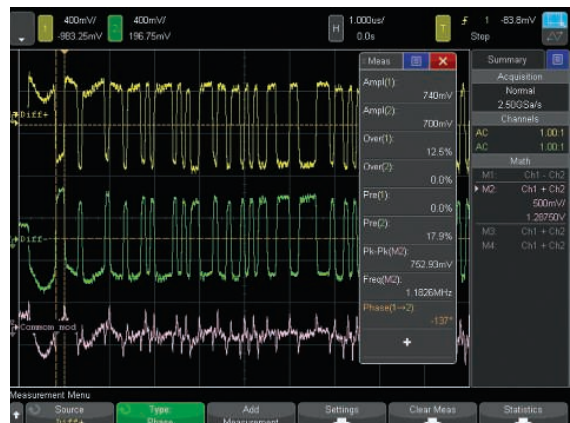 1 400mV/ 2 400mV/ H 1.000us/ T 1 -83.8mV
-983.25mV 196.75mV 0.0s Stop
Meas
Summary
Acquisition
Normal
2.50GSa/s
Channels
AC 1.00:1
AC 1.00:1
Math
M1: Ch1 - Ch2
M2: Ch1 + Ch2
500mV/
1.28750V
M3: Ch1 + Ch2
M4: Ch1 + Ch2
Ampl(1):
740mV
Ampl(2):
700mV
Over(1):
12.5%
Over(2):
0.0%
Pre(1):
0.0%
Pre(2):
17.9%
Pk-Pk(M2):
752.93mV
Freq(M2):
1.1826MHz
Phase(1→2)
-137°
+
Diff+
Diff-
Commom mod
Measurement Menu
Source Type: Add Settings Clear Meas Statistics
Diff+ Phase Measurement